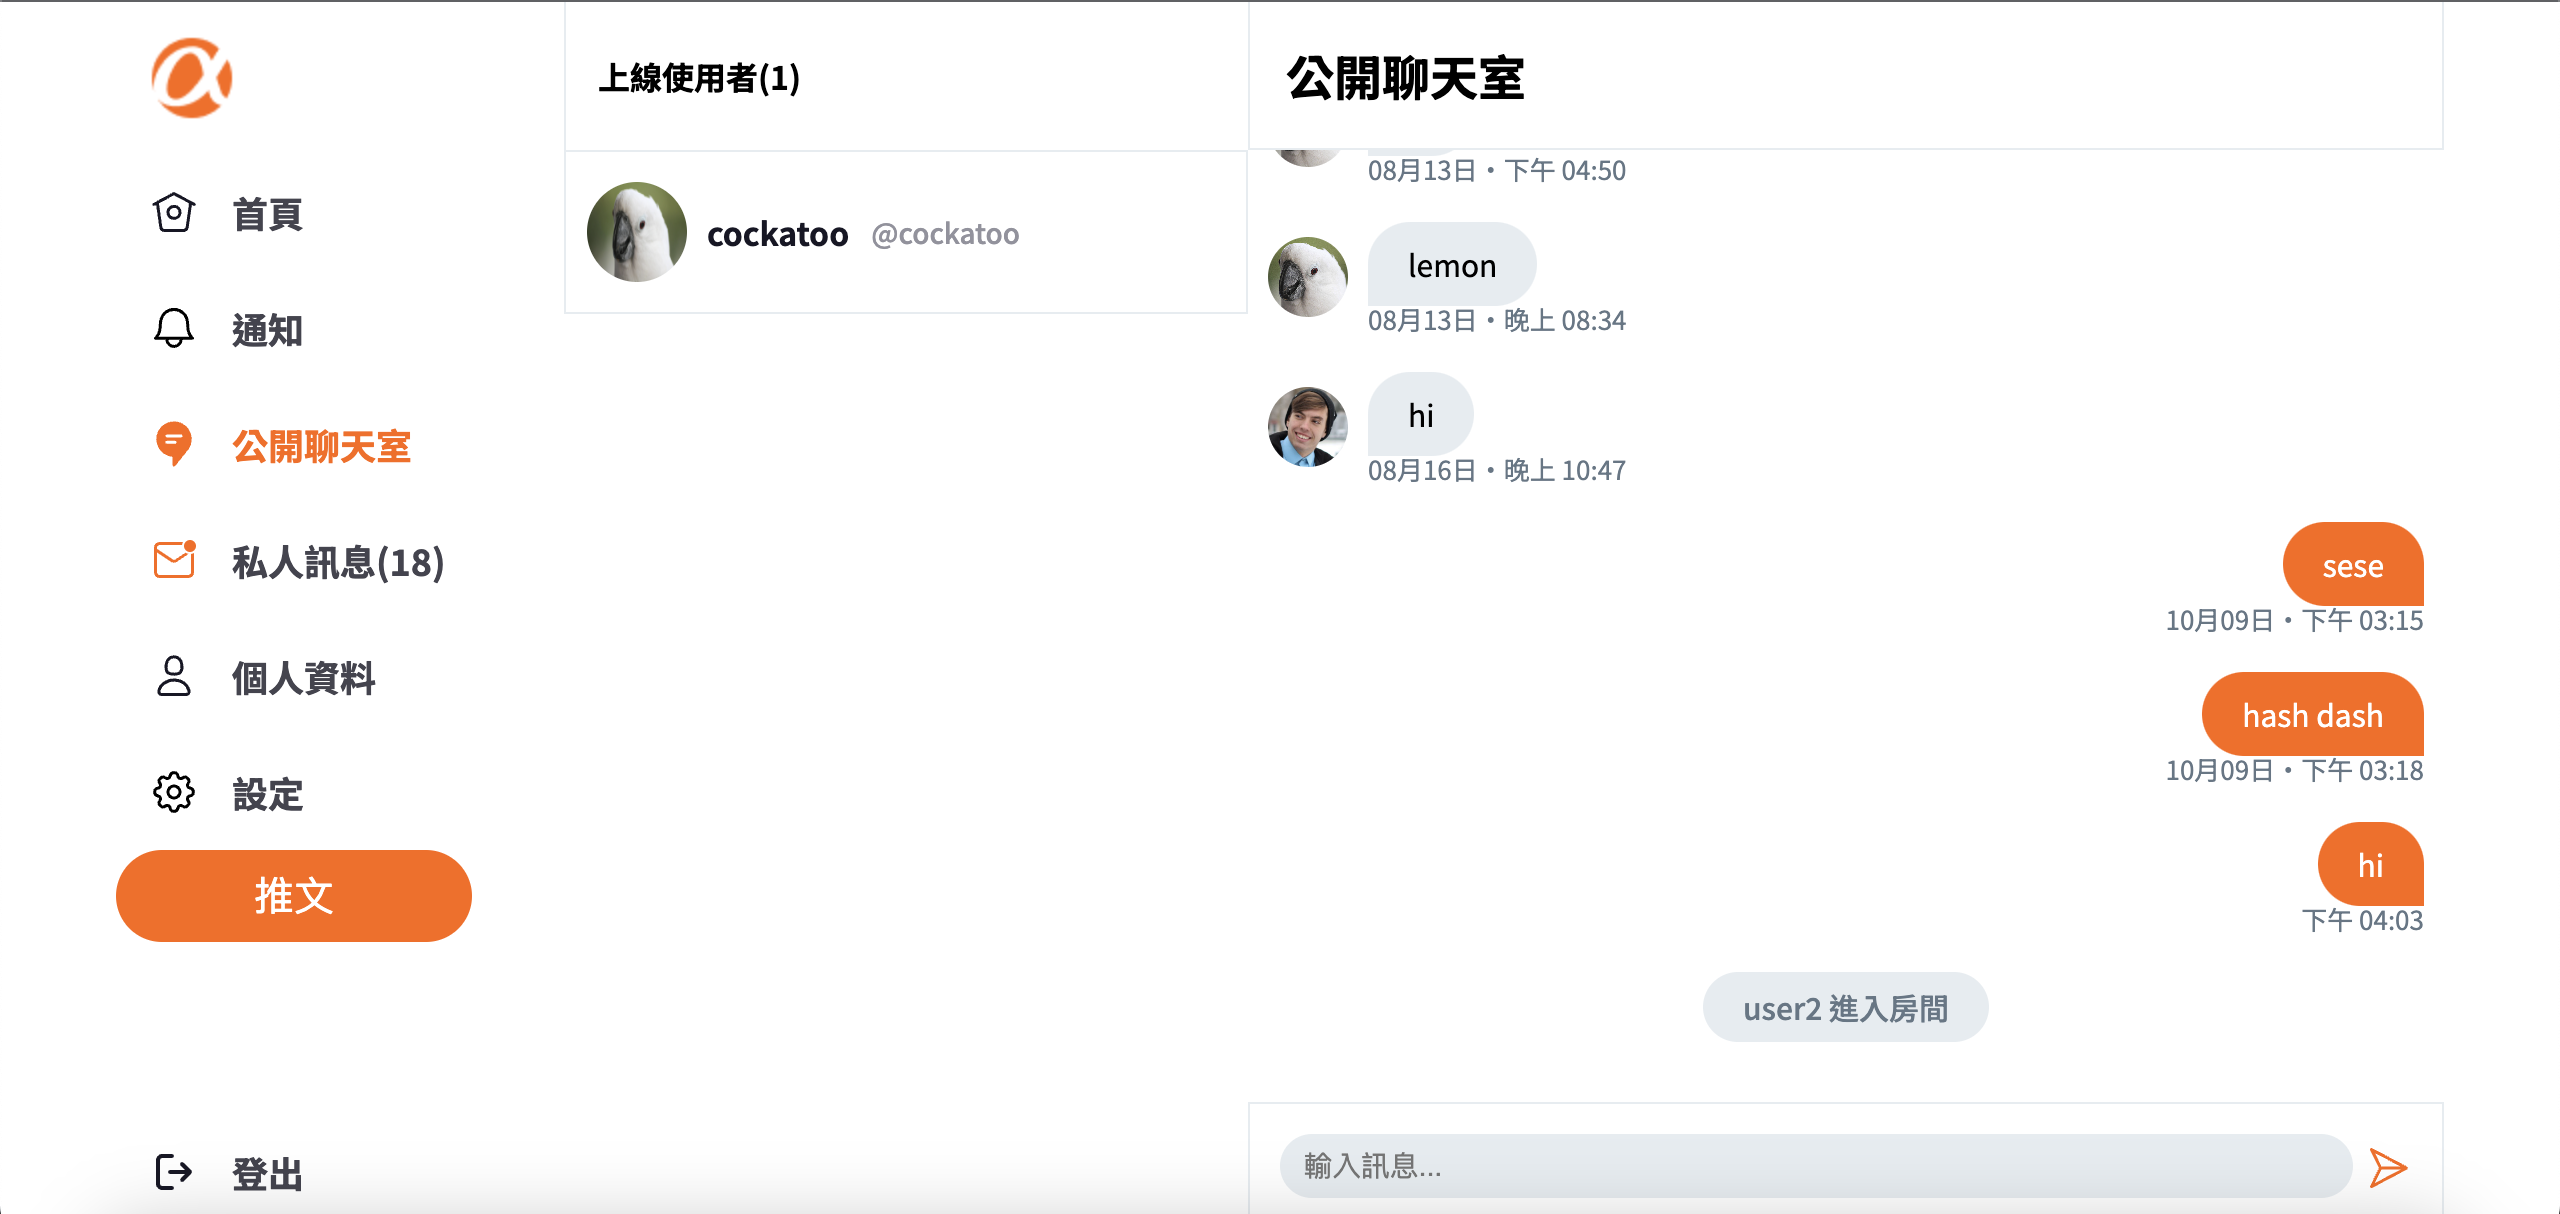 首頁
通知
公開聊天室
私人訊息(18)
個人資料
設定
推文
登出
上線使用者(1)
cockatoo @cockatoo
公開聊天室
08月13日・下午 04:50
lemon
08月13日・晚上 08:34
hi
08月16日・晚上 10:47
sese
10月09日・下午 03:15
hash dash
10月09日・下午 03:18
hi
下午 04:03
user2 進入房間
輸入訊息...